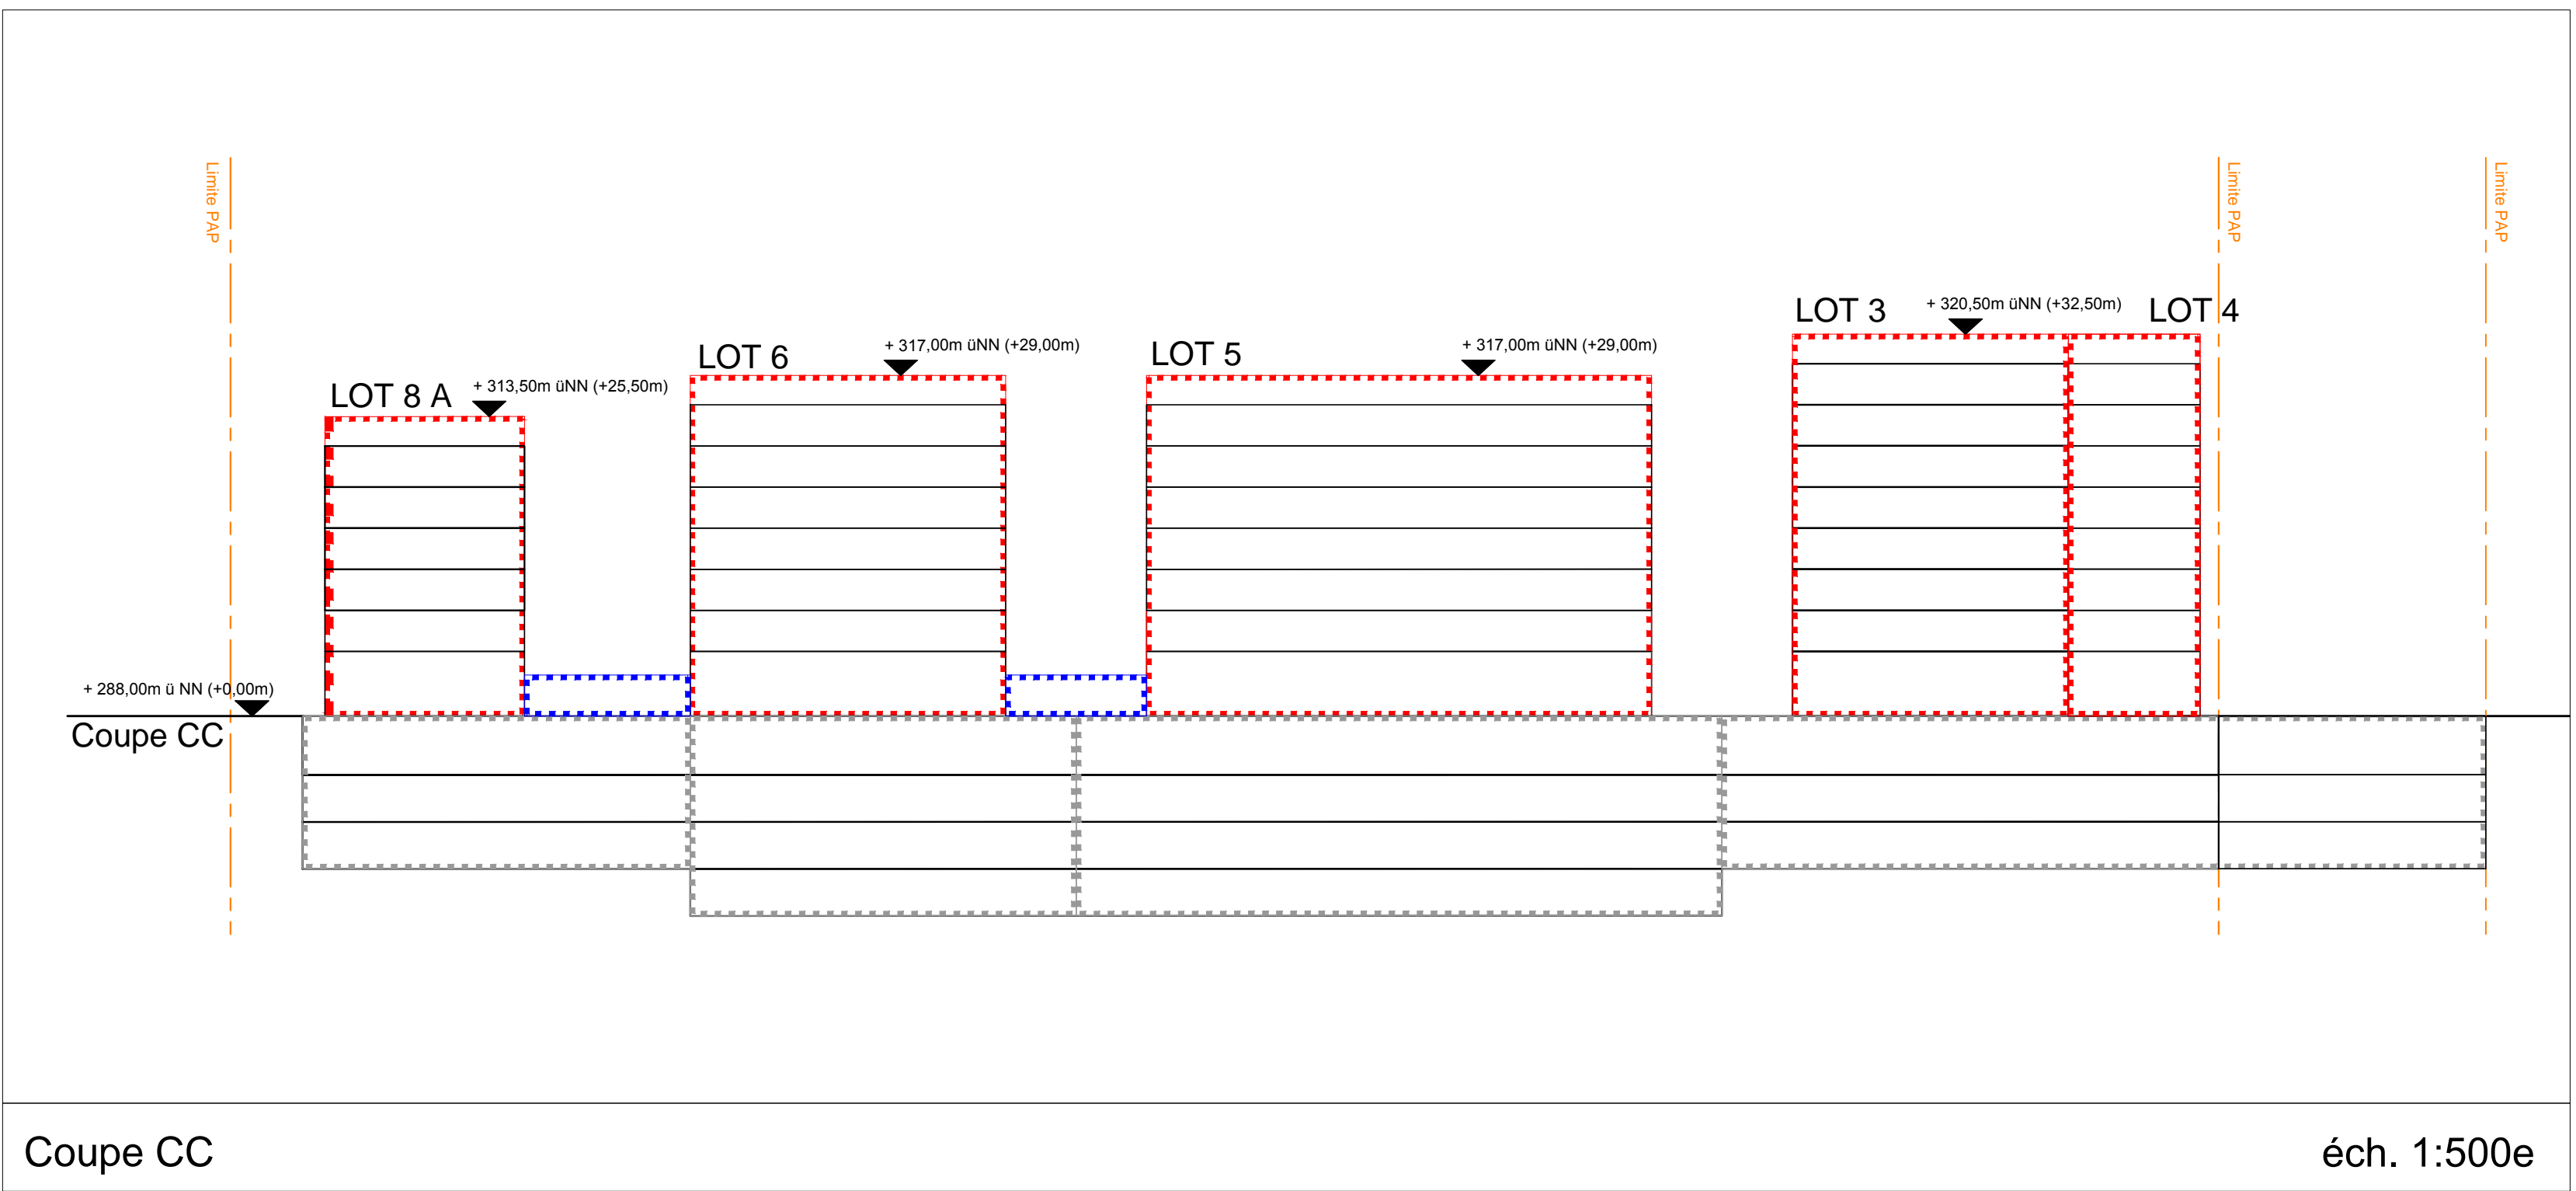 Limite PAP
Limite PAP
Limite PAP
LOT 3
+ 320,50m üNN (+32,50m)
LOT 4
LOT 6
+ 317,00m üNN (+29,00m)
LOT 5
+ 317,00m üNN (+29,00m)
LOT 8 A
+ 313,50m üNN (+25,50m)
+ 288,00m ü NN (+0,00m)
Coupe CC
Coupe CC
éch. 1:500e